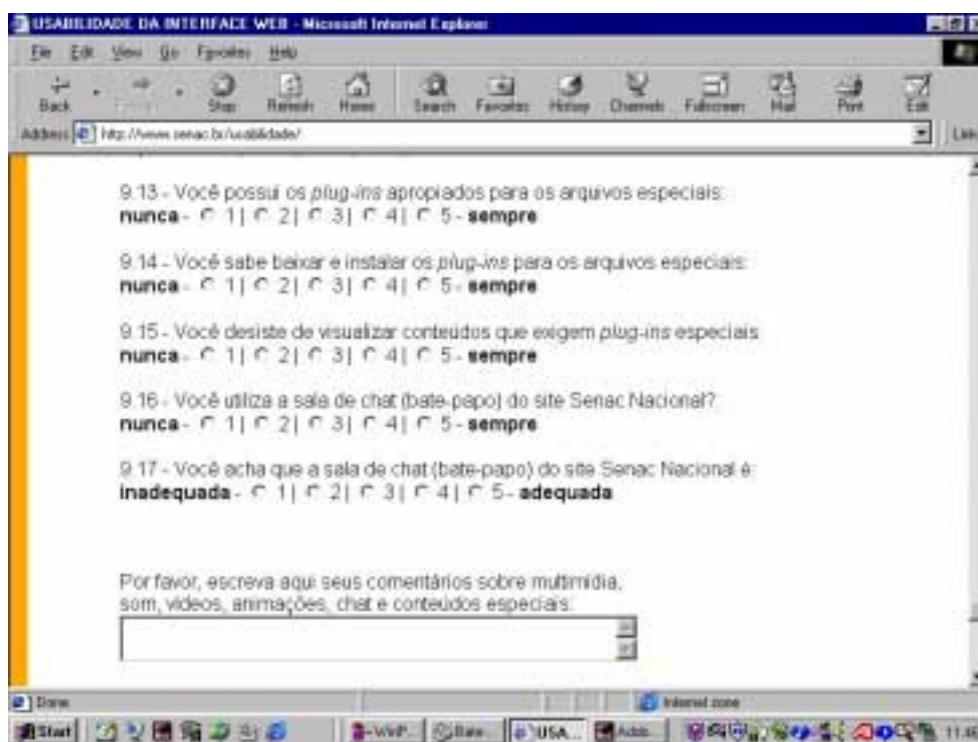 USABILIDADE DA INTERFACE WEB - Microsoft Internet Explorer
File Edit View Go Favorites Help
Back Stop Refresh Home Search Favorites History Channels Fullscreen Mail Print Edit
Address http://www.senac.br/usabilidade/
9.13 - Você possui os plug-ins apropriados para os arquivos especiais:
nunca - 1 | 2 | 3 | 4 | 5 - sempre
9.14 - Você sabe baixar e instalar os plug-ins para os arquivos especiais:
nunca - 1 | 2 | 3 | 4 | 5 - sempre
9.15 - Você desiste de visualizar conteúdos que exigem plug-ins especiais
nunca - 1 | 2 | 3 | 4 | 5 - sempre
9.16 - Você utiliza a sala de chat (bate-papo) do site Senac Nacional?
nunca - 1 | 2 | 3 | 4 | 5 - sempre
9.17 - Você acha que a sala de chat (bate-papo) do site Senac Nacional é:
inadequada - 1 | 2 | 3 | 4 | 5 - adequada
Por favor, escreva aqui seus comentários sobre multimídia,
som, vídeos, animações, chat e conteúdos especiais:
Done Internet zone
Start USA...